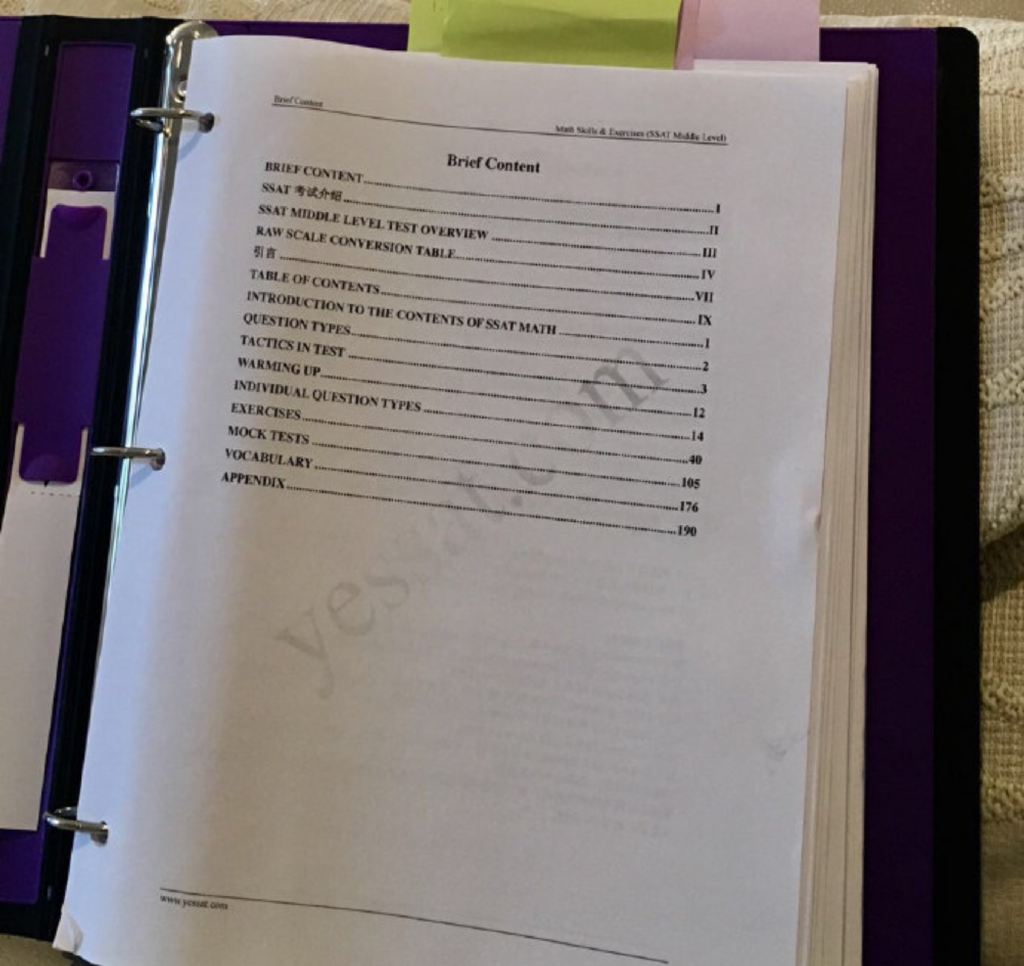 Brief Content
Math Skills & Exercises (SSAT Middle Level)
Brief Content
BRIEF CONTENT........I
SSAT 考试介绍........II
SSAT MIDDLE LEVEL TEST OVERVIEW........III
RAW SCALE CONVERSION TABLE........IV
引言........VII
TABLE OF CONTENTS........IX
INTRODUCTION TO THE CONTENTS OF SSAT MATH........1
QUESTION TYPES........2
TACTICS IN TEST........3
WARMING UP........12
INDIVIDUAL QUESTION TYPES........14
EXERCISES........40
MOCK TESTS........105
VOCABULARY........176
APPENDIX........190
yessat.com
www.yessat.com